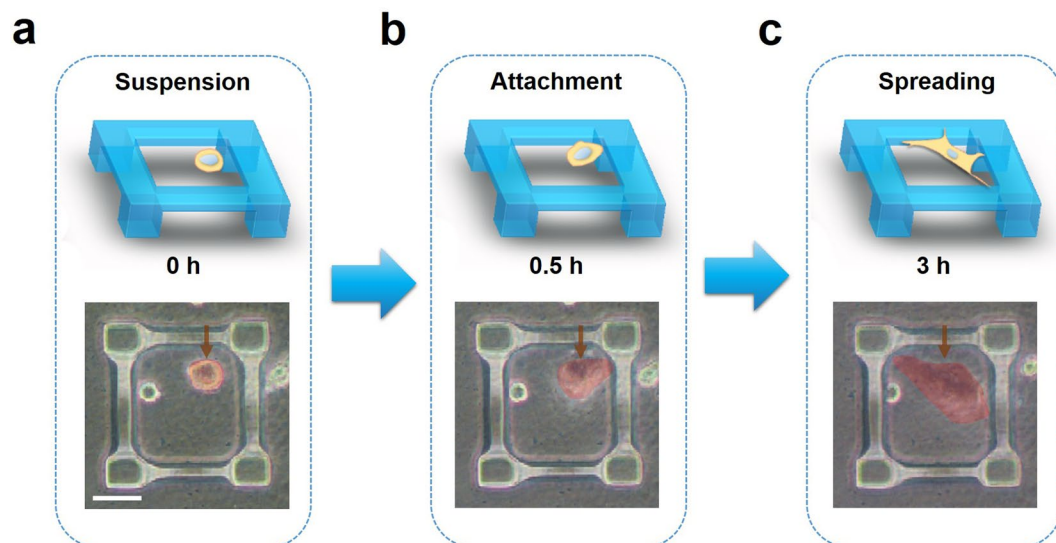 a
Suspension
0 h
b
Attachment
0.5 h
c
Spreading
3 h